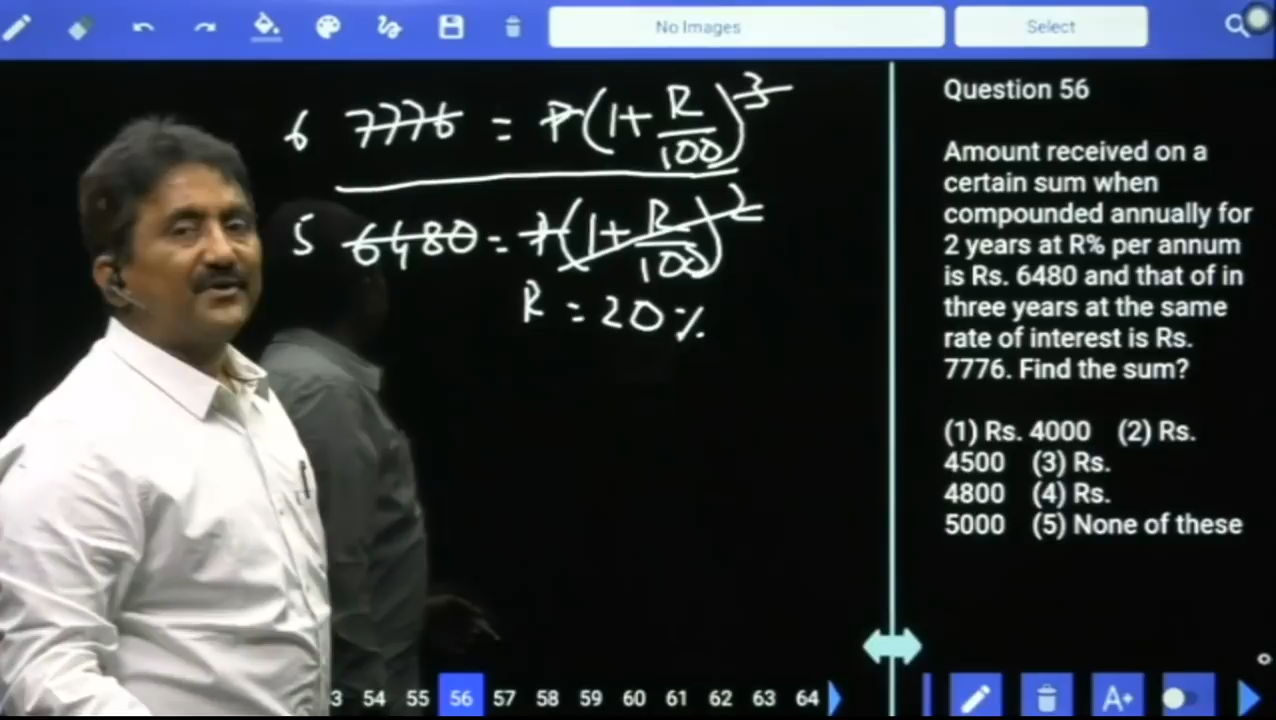 No Images
Select
6 7776 = P(1+R/100)^3
5 6480 = P(1+R/100)^2
R = 20%
Question 56
Amount received on a
certain sum when
compounded annually for
2 years at R% per annum
is Rs. 6480 and that of in
three years at the same
rate of interest is Rs.
7776. Find the sum?
(1) Rs. 4000 (2) Rs.
4500 (3) Rs.
4800 (4) Rs.
5000 (5) None of these
3 54 55 56 57 58 59 60 61 62 63 64
A+